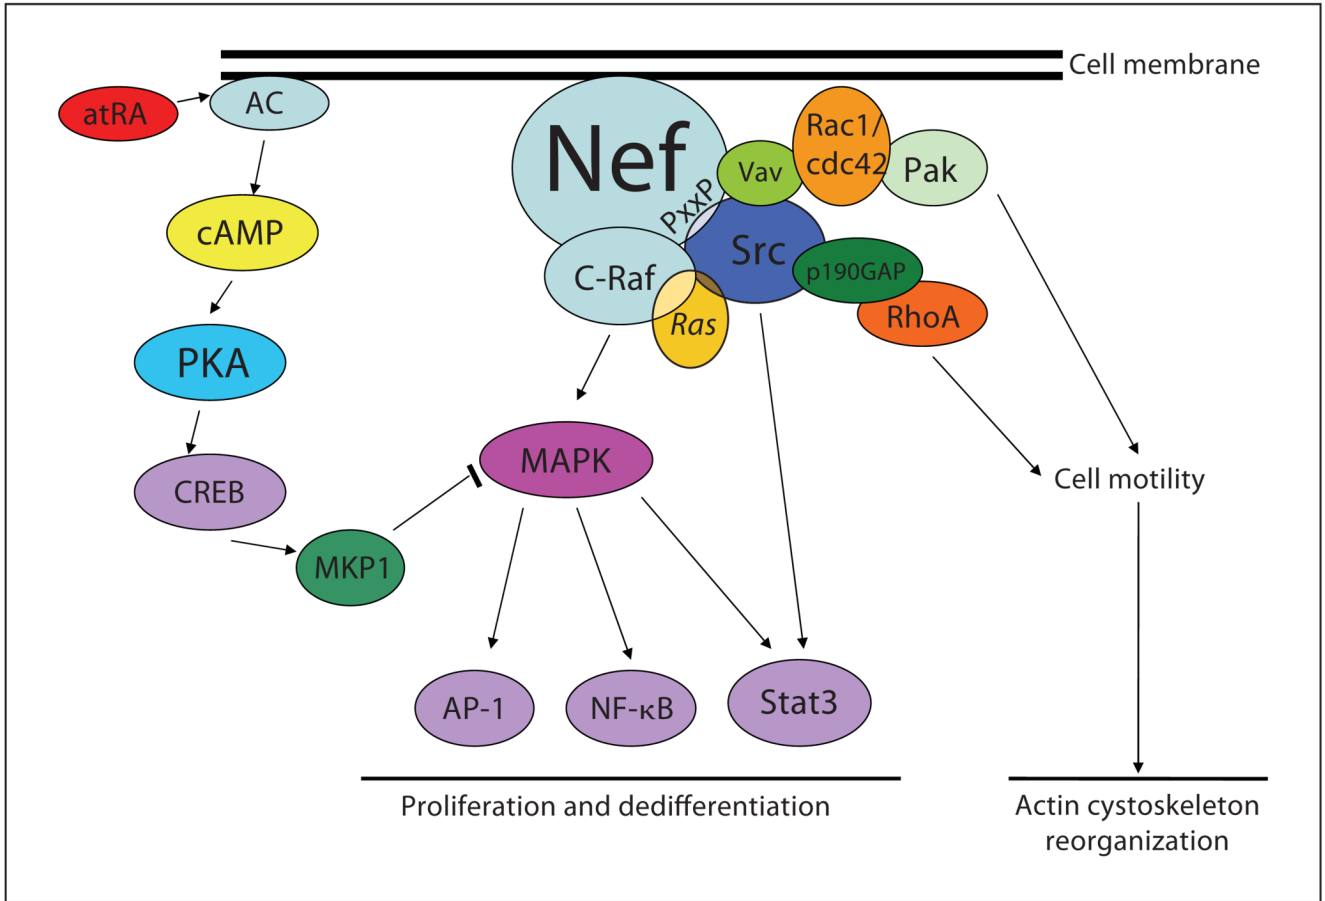 Cell membrane
atRA
AC
Nef
Rac1/
cdc42
Pak
Vav
PxxP
cAMP
Src
C-Raf
p190GAP
Ras
RhoA
PKA
MAPK
Cell motility
CREB
MKP1
AP-1
NF-κB
Stat3
Proliferation and dedifferentiation
Actin cystoskeleton
reorganization